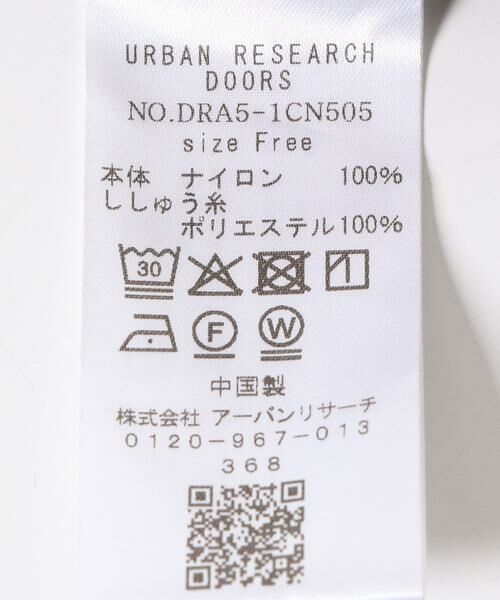 URBAN RESEARCH
DOORS
NO.DRA5-1CN505
size Free
本体 ナイロン 100%
ししゅう糸
ポリエステル100%
30
F W
中国製
株式会社 アーバンリサーチ
0120-967-013
368